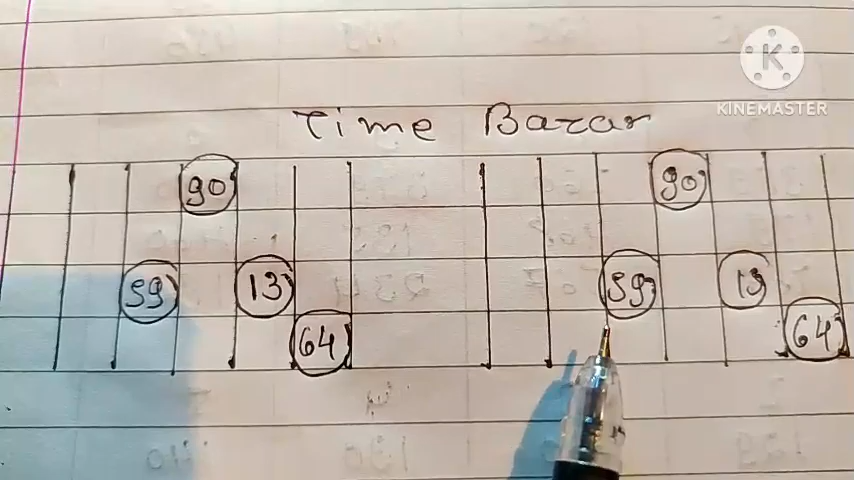 K
KINEMASTER
Time Bazar
90 90
59 13 59 13
64 64